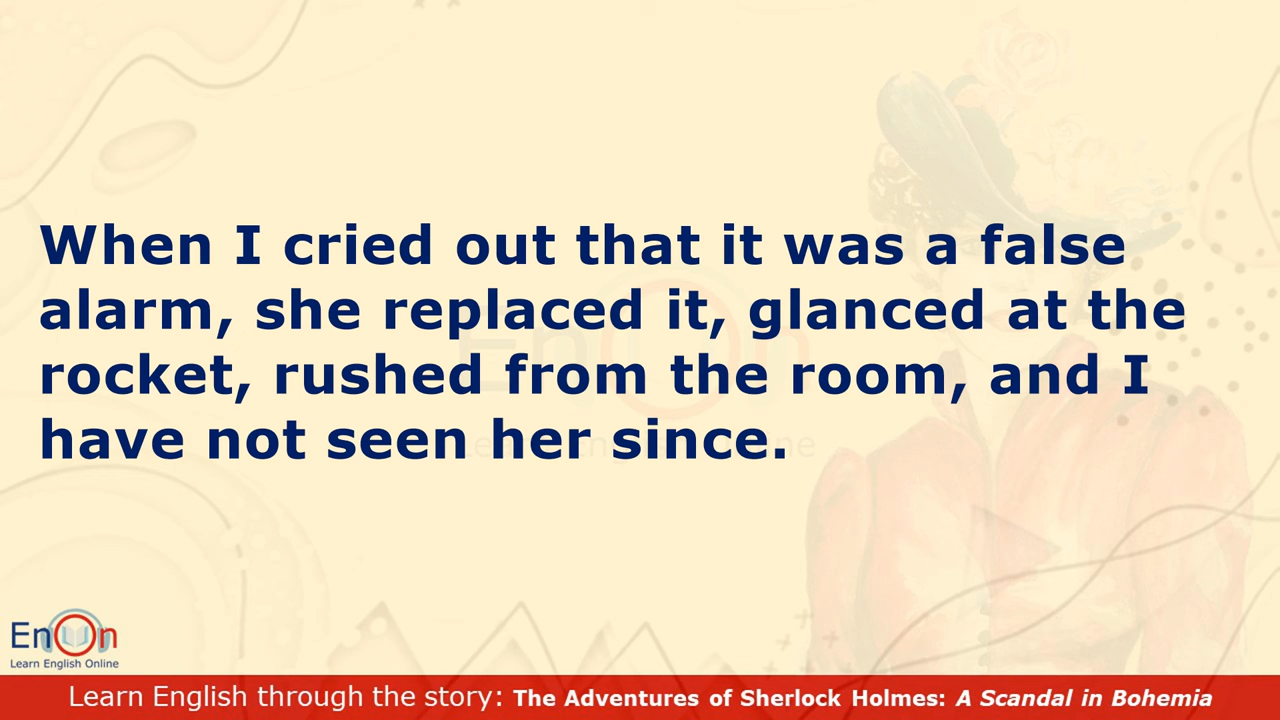 When I cried out that it was a false
alarm, she replaced it, glanced at the
rocket, rushed from the room, and I
have not seen her since.
EnOn
Learn English Online
Learn English through the story: The Adventures of Sherlock Holmes: A Scandal in Bohemia